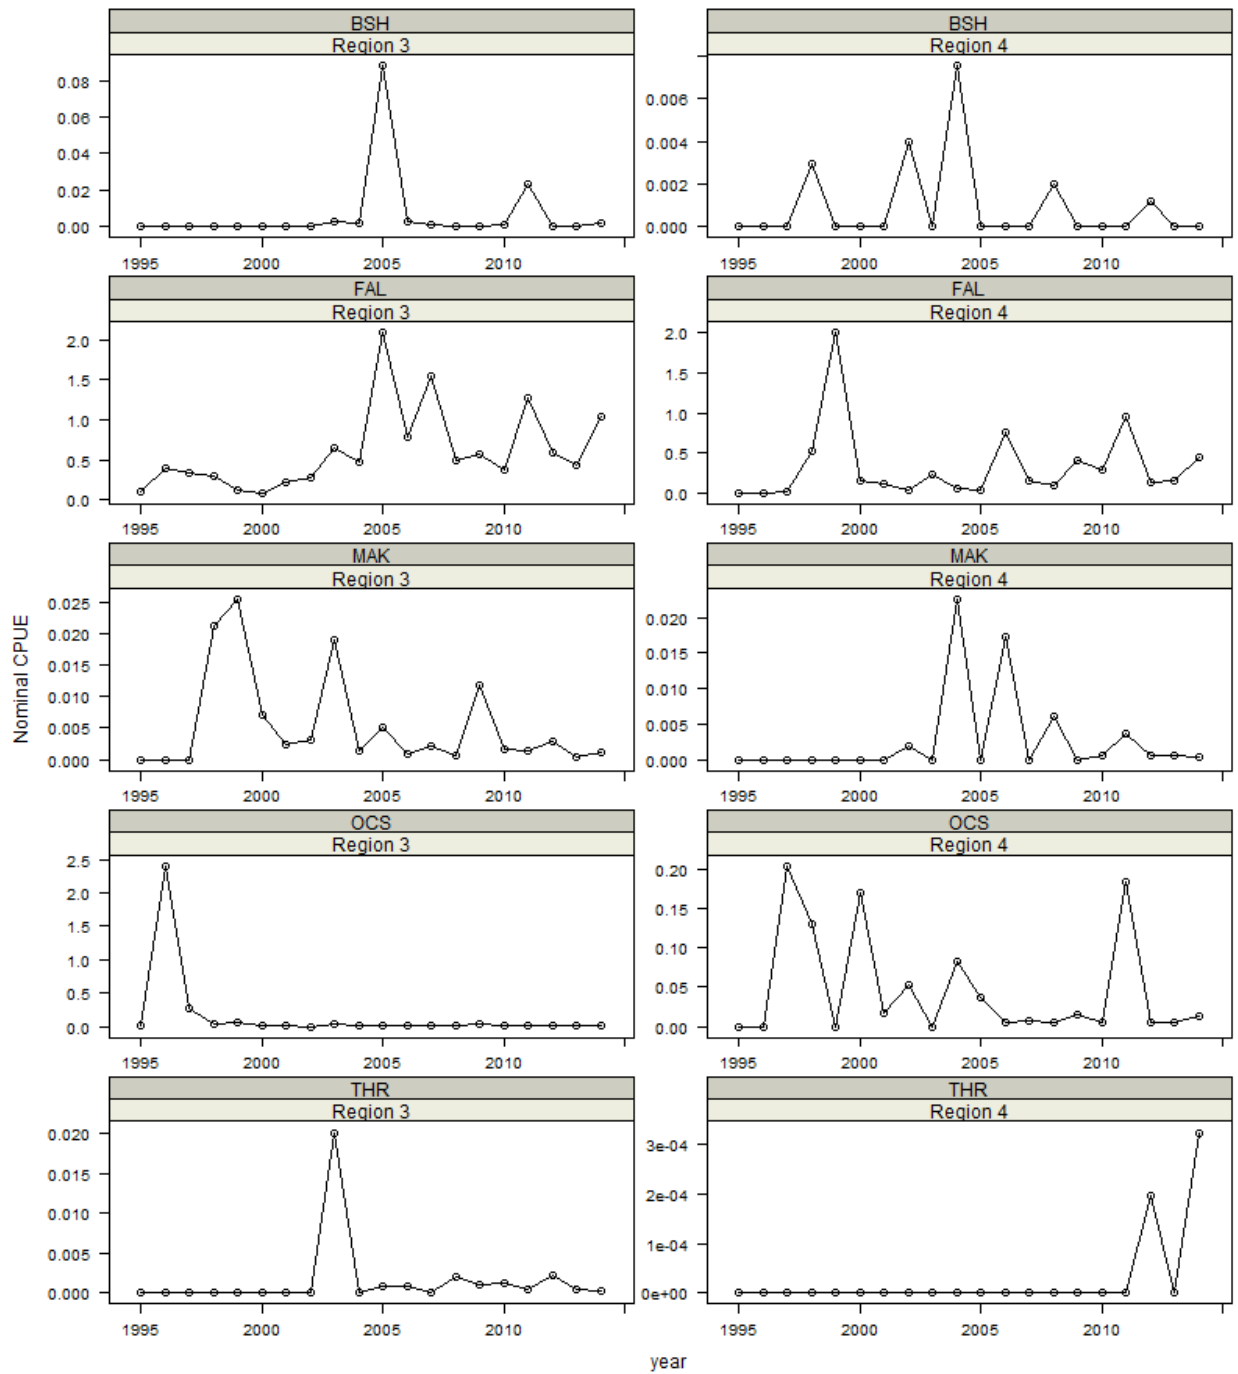 BSH
Region 3
0.08
0.06
0.04
0.02
0.00
1995 2000 2005 2010
BSH
Region 4
0.006
0.004
0.002
0.000
1995 2000 2005 2010
FAL
Region 3
2.0
1.5
1.0
0.5
0.0
1995 2000 2005 2010
FAL
Region 4
2.0
1.5
1.0
0.5
0.0
1995 2000 2005 2010
Nominal CPUE
MAK
Region 3
0.025
0.020
0.015
0.010
0.005
0.000
1995 2000 2005 2010
MAK
Region 4
0.020
0.015
0.010
0.005
0.000
1995 2000 2005 2010
OCS
Region 3
2.5
2.0
1.5
1.0
0.5
0.0
1995 2000 2005 2010
OCS
Region 4
0.20
0.15
0.10
0.05
0.00
1995 2000 2005 2010
THR
Region 3
0.020
0.015
0.010
0.005
0.000
1995 2000 2005 2010
THR
Region 4
3e-04
2e-04
1e-04
0e+00
1995 2000 2005 2010
year